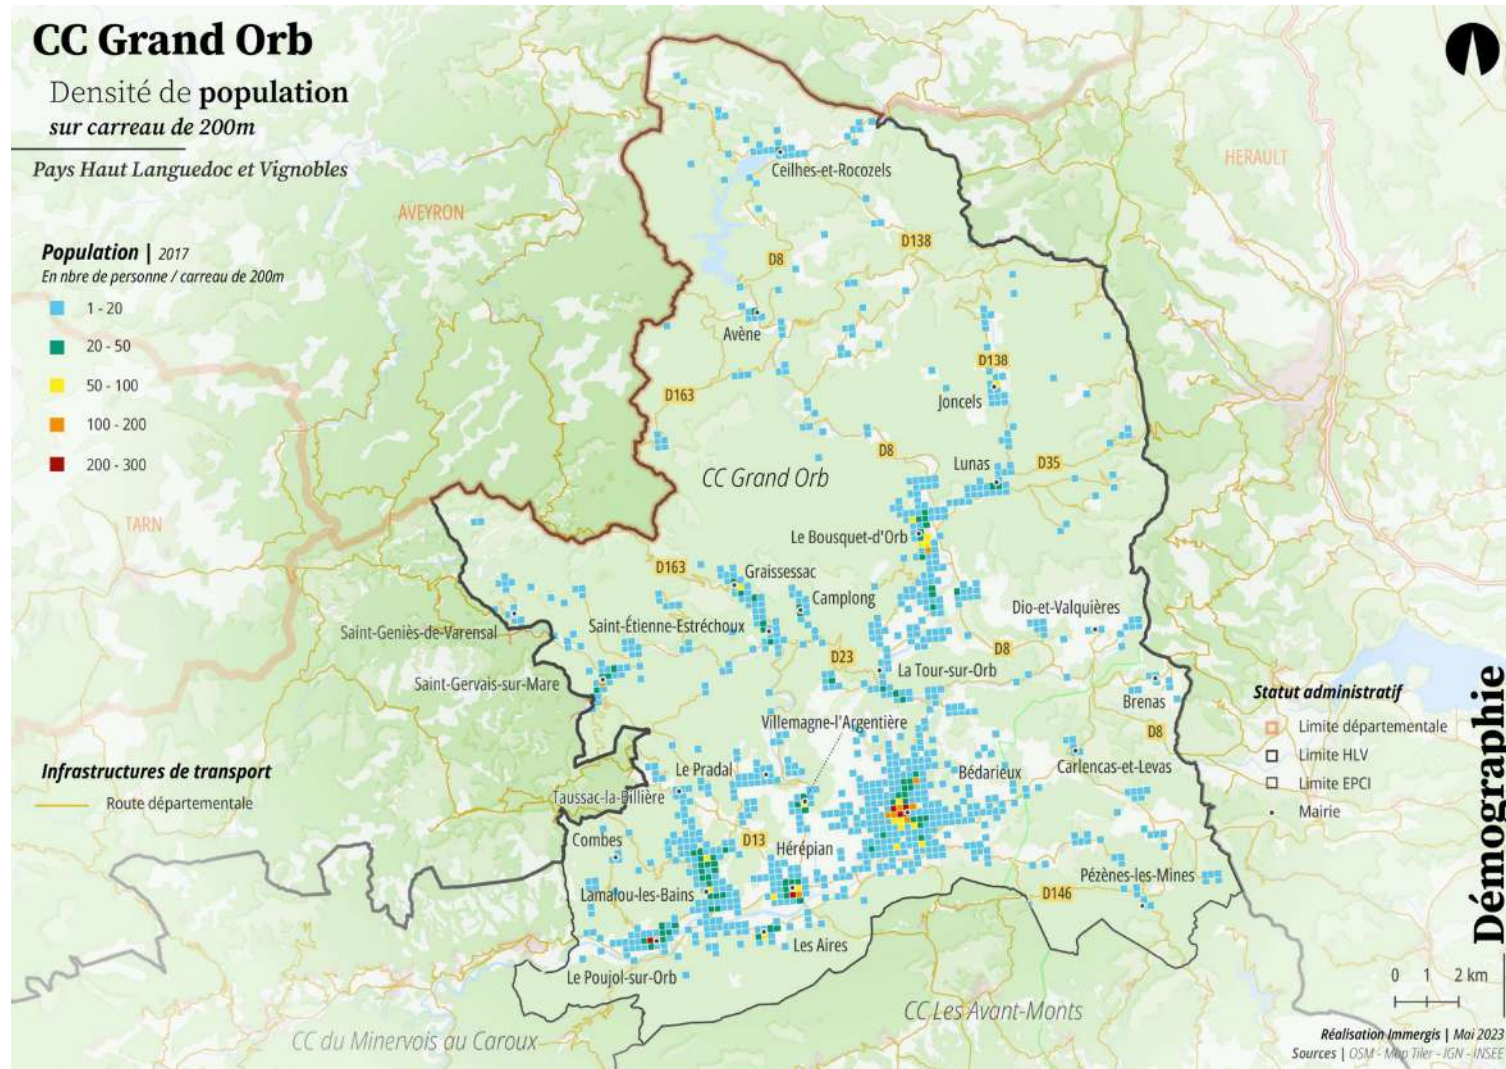 CC Grand Orb
Densité de population
sur carreau de 200m
Pays Haut Languedoc et Vignobles
Population | 2017
En nbre de personne / carreau de 200m
1 - 20
20 - 50
50 - 100
100 - 200
200 - 300
Infrastructures de transport
Route départementale
AVEYRON
HERAULT
TARN
Ceilhes-et-Rocozels
D138
D8
Avène
D138
D163
Joncels
D8
Lunas
D35
CC Grand Orb
Le Bousquet-d'Orb
D163
Graissessac
Camplong
Dio-et-Valquières
Saint-Geniès-de-Varensal
Saint-Étienne-Estréchoux
D8
D23
La Tour-sur-Orb
Saint-Gervais-sur-Mare
Brenas
Villemagne-l'Argentière
D8
Le Pradal
Bédarieux
Carlencas-et-Levas
Taussac-la-Billière
Combes
D13
Hérépian
Pézènes-les-Mines
Lamalou-les-Bains
D146
Les Aires
Le Poujol-sur-Orb
CC Les Avant-Monts
CC du Minervois au Caroux
Statut administratif
Limite départementale
Limite HLV
Limite EPCI
Mairie
Démographie
0 1 2 km
Réalisation Immergis | Mai 2023
Sources | OSM - Map Tiler - IGN - INSEE